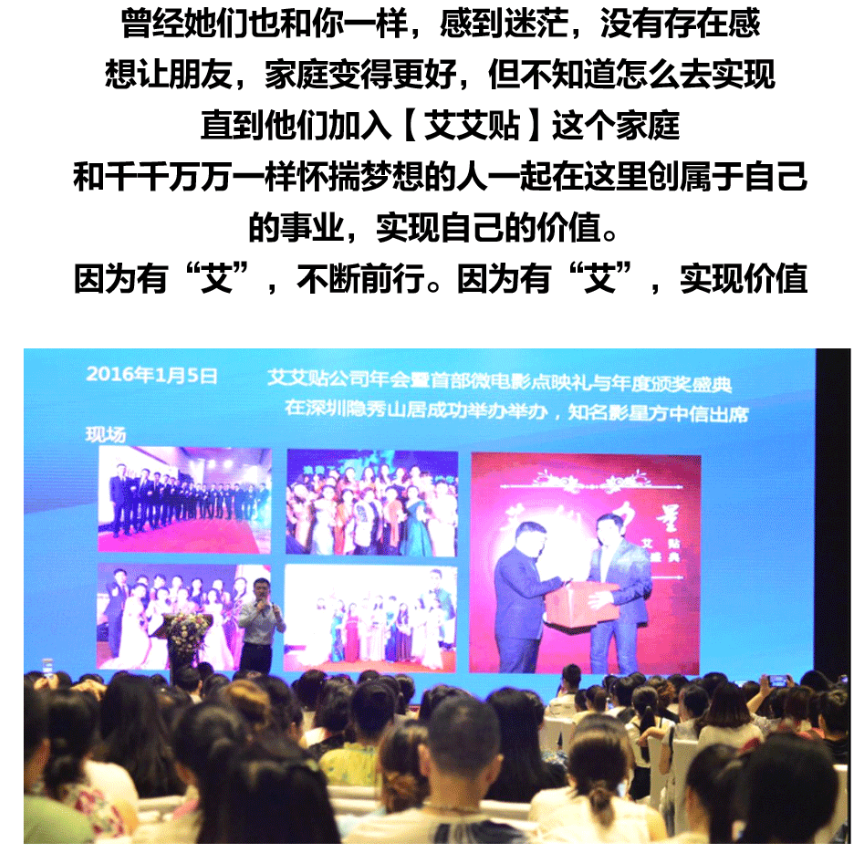 曾经她们也和你一样，感到迷茫，没有存在感
想让朋友，家庭变得更好，但不知道怎么去实现
直到他们加入【艾艾贴】这个家庭
和千千万万一样怀揣梦想的人一起在这里创属于自己
的事业，实现自己的价值。
因为有“艾”，不断前行。因为有“艾”，实现价值
2016年1月5日 艾艾贴公司年会暨首部微电影点映礼与年度颁奖盛典
在深圳隐秀山居成功举办举办，知名影星方中信出席
现场
力 量
艾 贴
盛 典